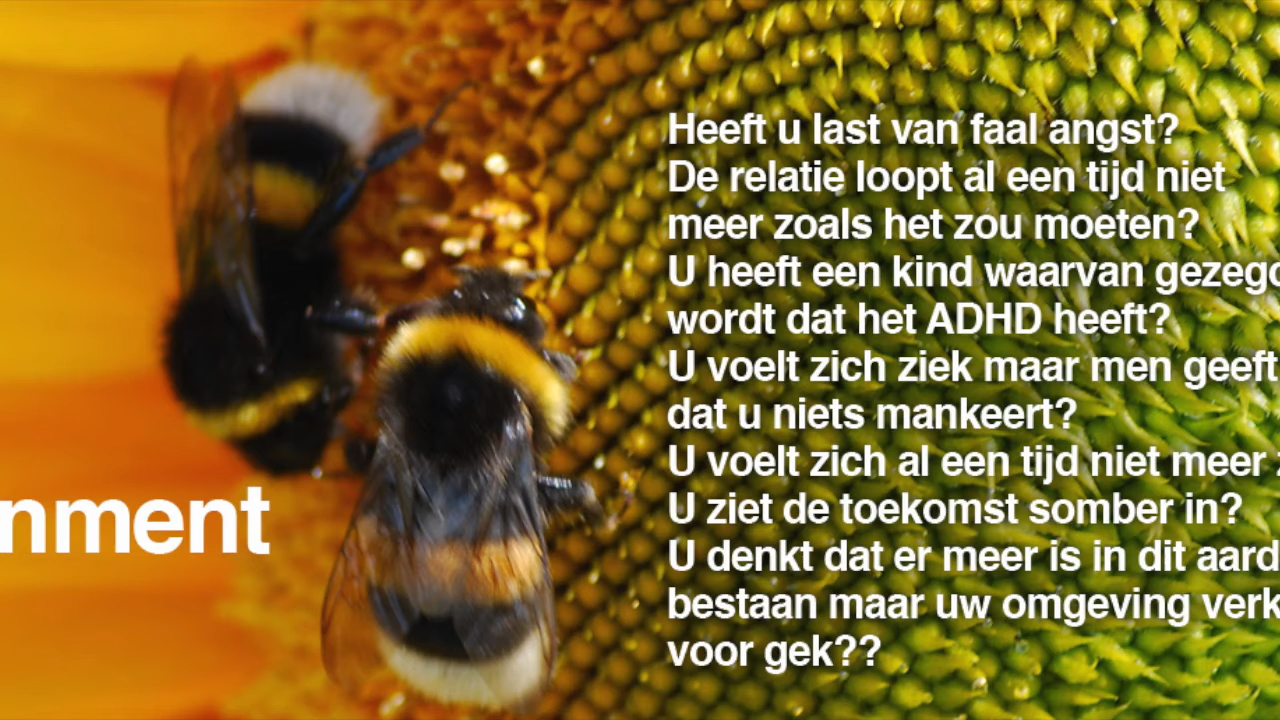 Heeft u last van faal angst?
De relatie loopt al een tijd niet
meer zoals het zou moeten?
U heeft een kind waarvan
wordt dat het ADHD heeft?
U voelt zich ziek maar men geeft
dat u niets mankeert?
U voelt zich al een tijd niet meer
nment
U ziet de toekomst somber in?
U denkt dat er meer is in dit
bestaan maar uw omgeving
voor gek??